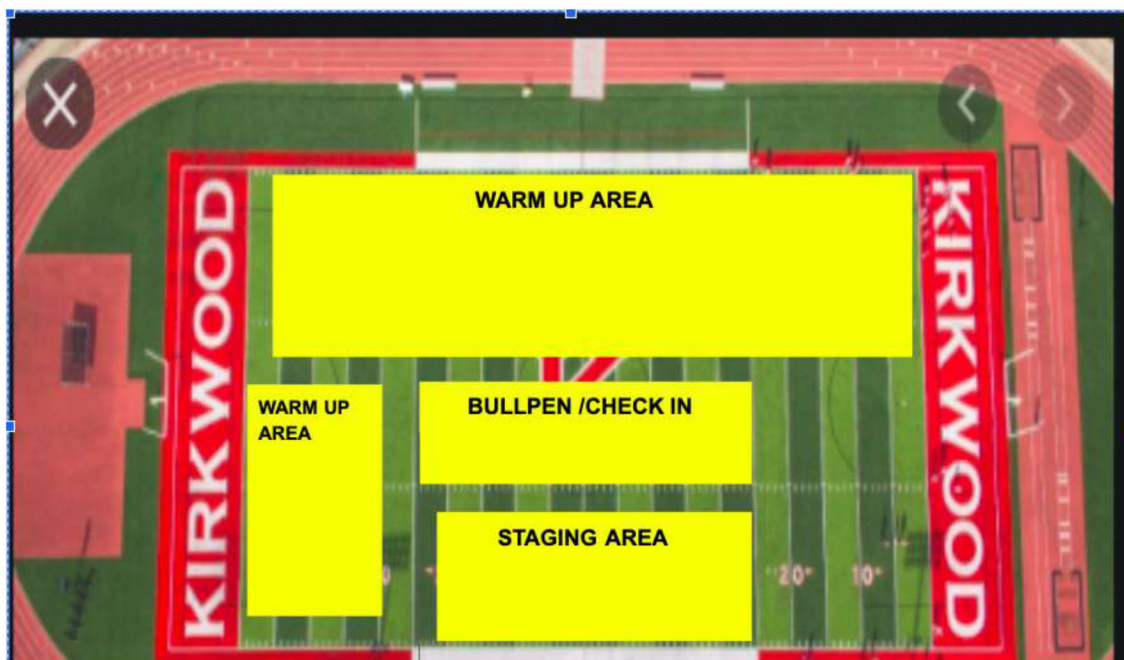 WARM UP AREA
KIRKWOOD
KIRKWOOD
WARM UP
AREA
BULLPEN /CHECK IN
STAGING AREA
20
10